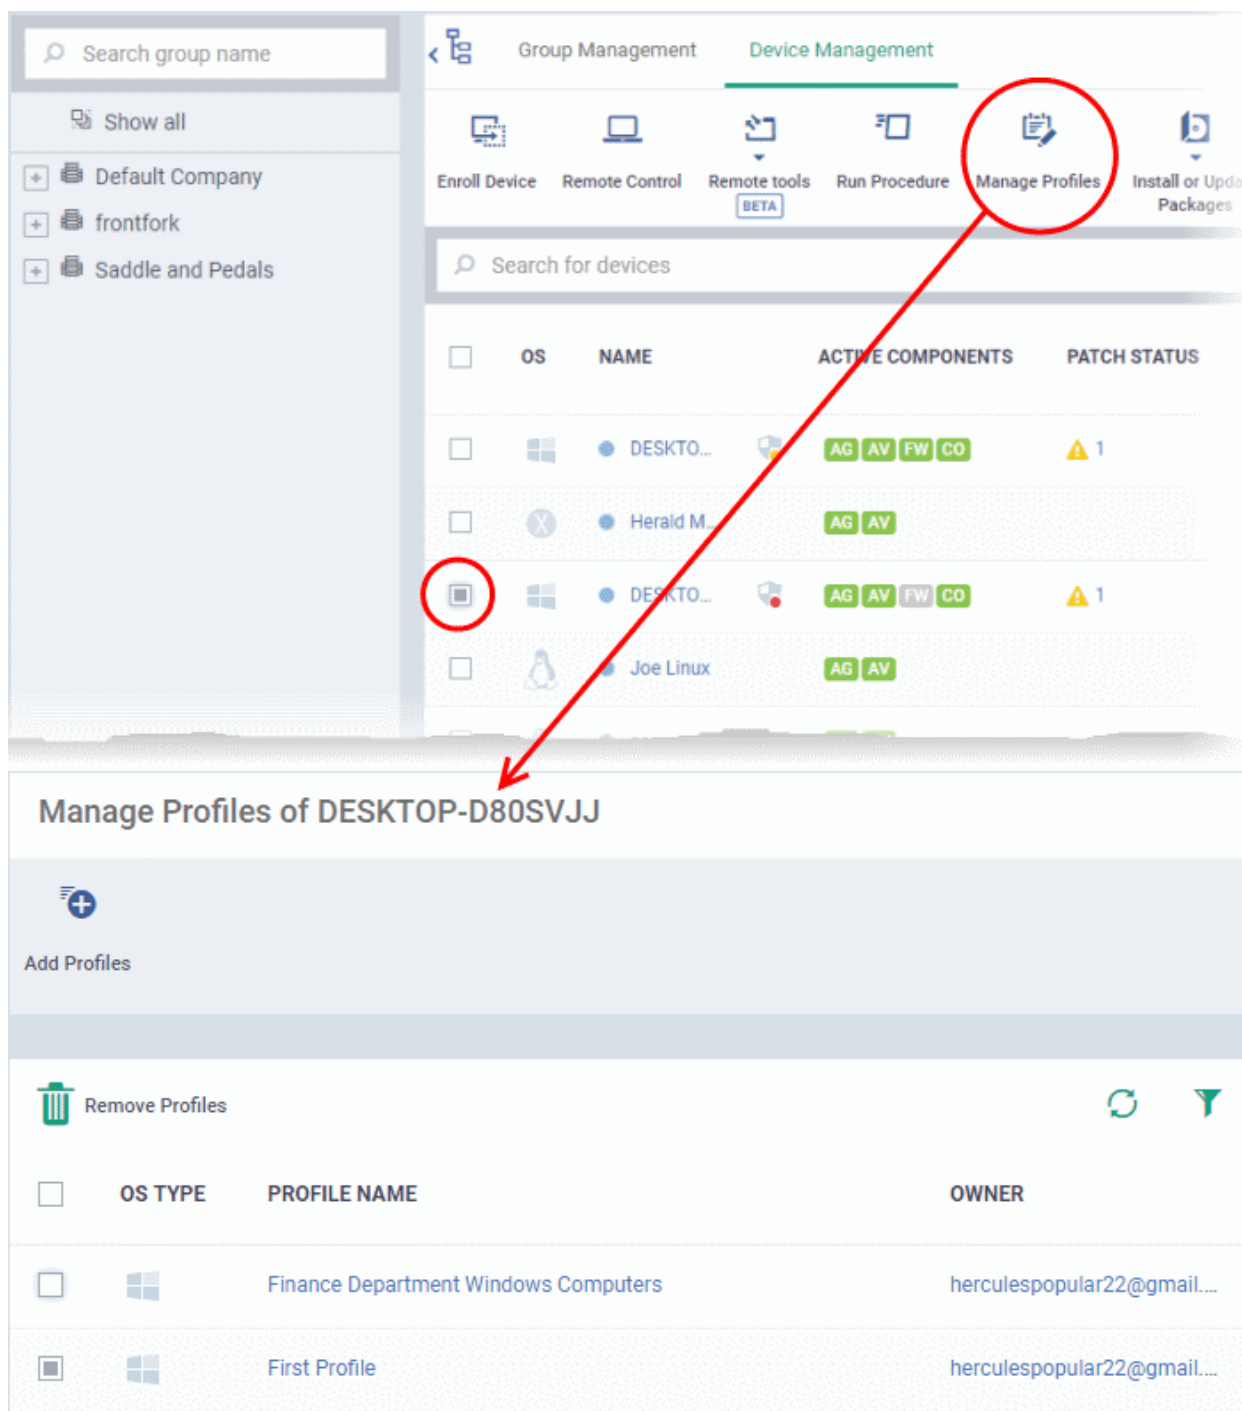 Search group name
Show all
Default Company
frontfork
Saddle and Pedals
Group Management Device Management
Enroll Device Remote Control Remote tools Run Procedure Manage Profiles Install or Upda
BETA Packages
Search for devices
OS NAME ACTIVE COMPONENTS PATCH STATUS
DESKTO... AG AV FW CO 1
X Herald M... AG AV
DESKTO... AG AV FW CO 1
Joe Linux AG AV
Manage Profiles of DESKTOP-D80SVJJ
Add Profiles
Remove Profiles
OS TYPE PROFILE NAME OWNER
Finance Department Windows Computers herculespopular22@gmail....
First Profile herculespopular22@gmail....